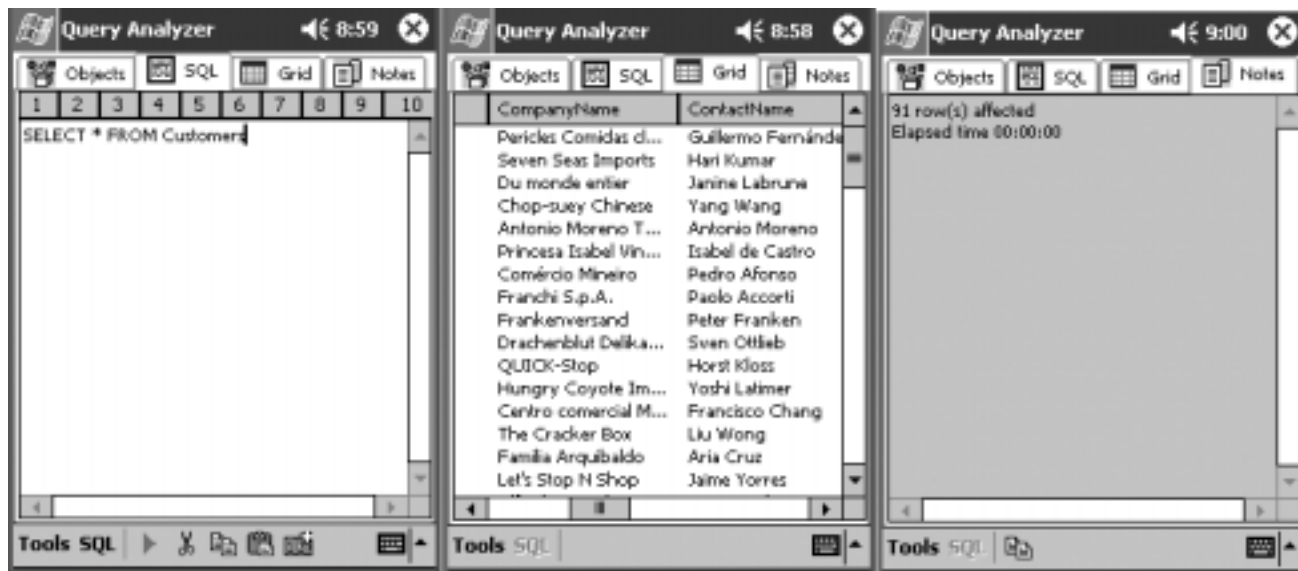 Query Analyzer 8:59
Objects SQL Grid Notes
1 2 3 4 5 6 7 8 9 10
SELECT * FROM Customers
Tools SQL
Query Analyzer 8:58
Objects SQL Grid Notes
CompanyName ContactName
Pericles Comidas d... Guillermo Fernánde
Seven Seas Imports Hari Kumar
Du monde entier Janine Labrune
Chop-suey Chinese Yang Wang
Antonio Moreno T... Antonio Moreno
Princesa Isabel Vin... Isabel de Castro
Comércio Mineiro Pedro Afonso
Franchi S.p.A. Paolo Accorti
Frankenversand Peter Franken
Drachenblut Delika... Sven Ottlieb
QUICK-Stop Horst Kloss
Hungry Coyote Im... Yoshi Latimer
Centro comercial M... Francisco Chang
The Cracker Box Liu Wong
Familia Arquibaldo Aria Cruz
Let's Stop N Shop Jaime Yorres
Tools SQL
Query Analyzer 9:00
Objects SQL Grid Notes
91 row(s) affected
Elapsed time 00:00:00
Tools SQL